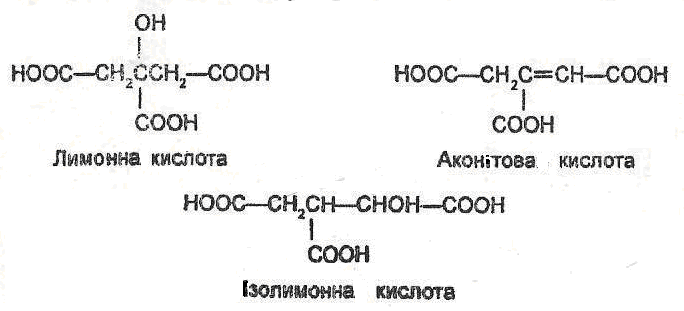 OH
HOOC—CH₂CCH₂—COOH
COOH
Лимонна кислота
HOOC—CH₂C=CH—COOH
COOH
Аконітова кислота
HOOC—CH₂CH—CHOH—COOH
COOH
Ізолимонна кислота